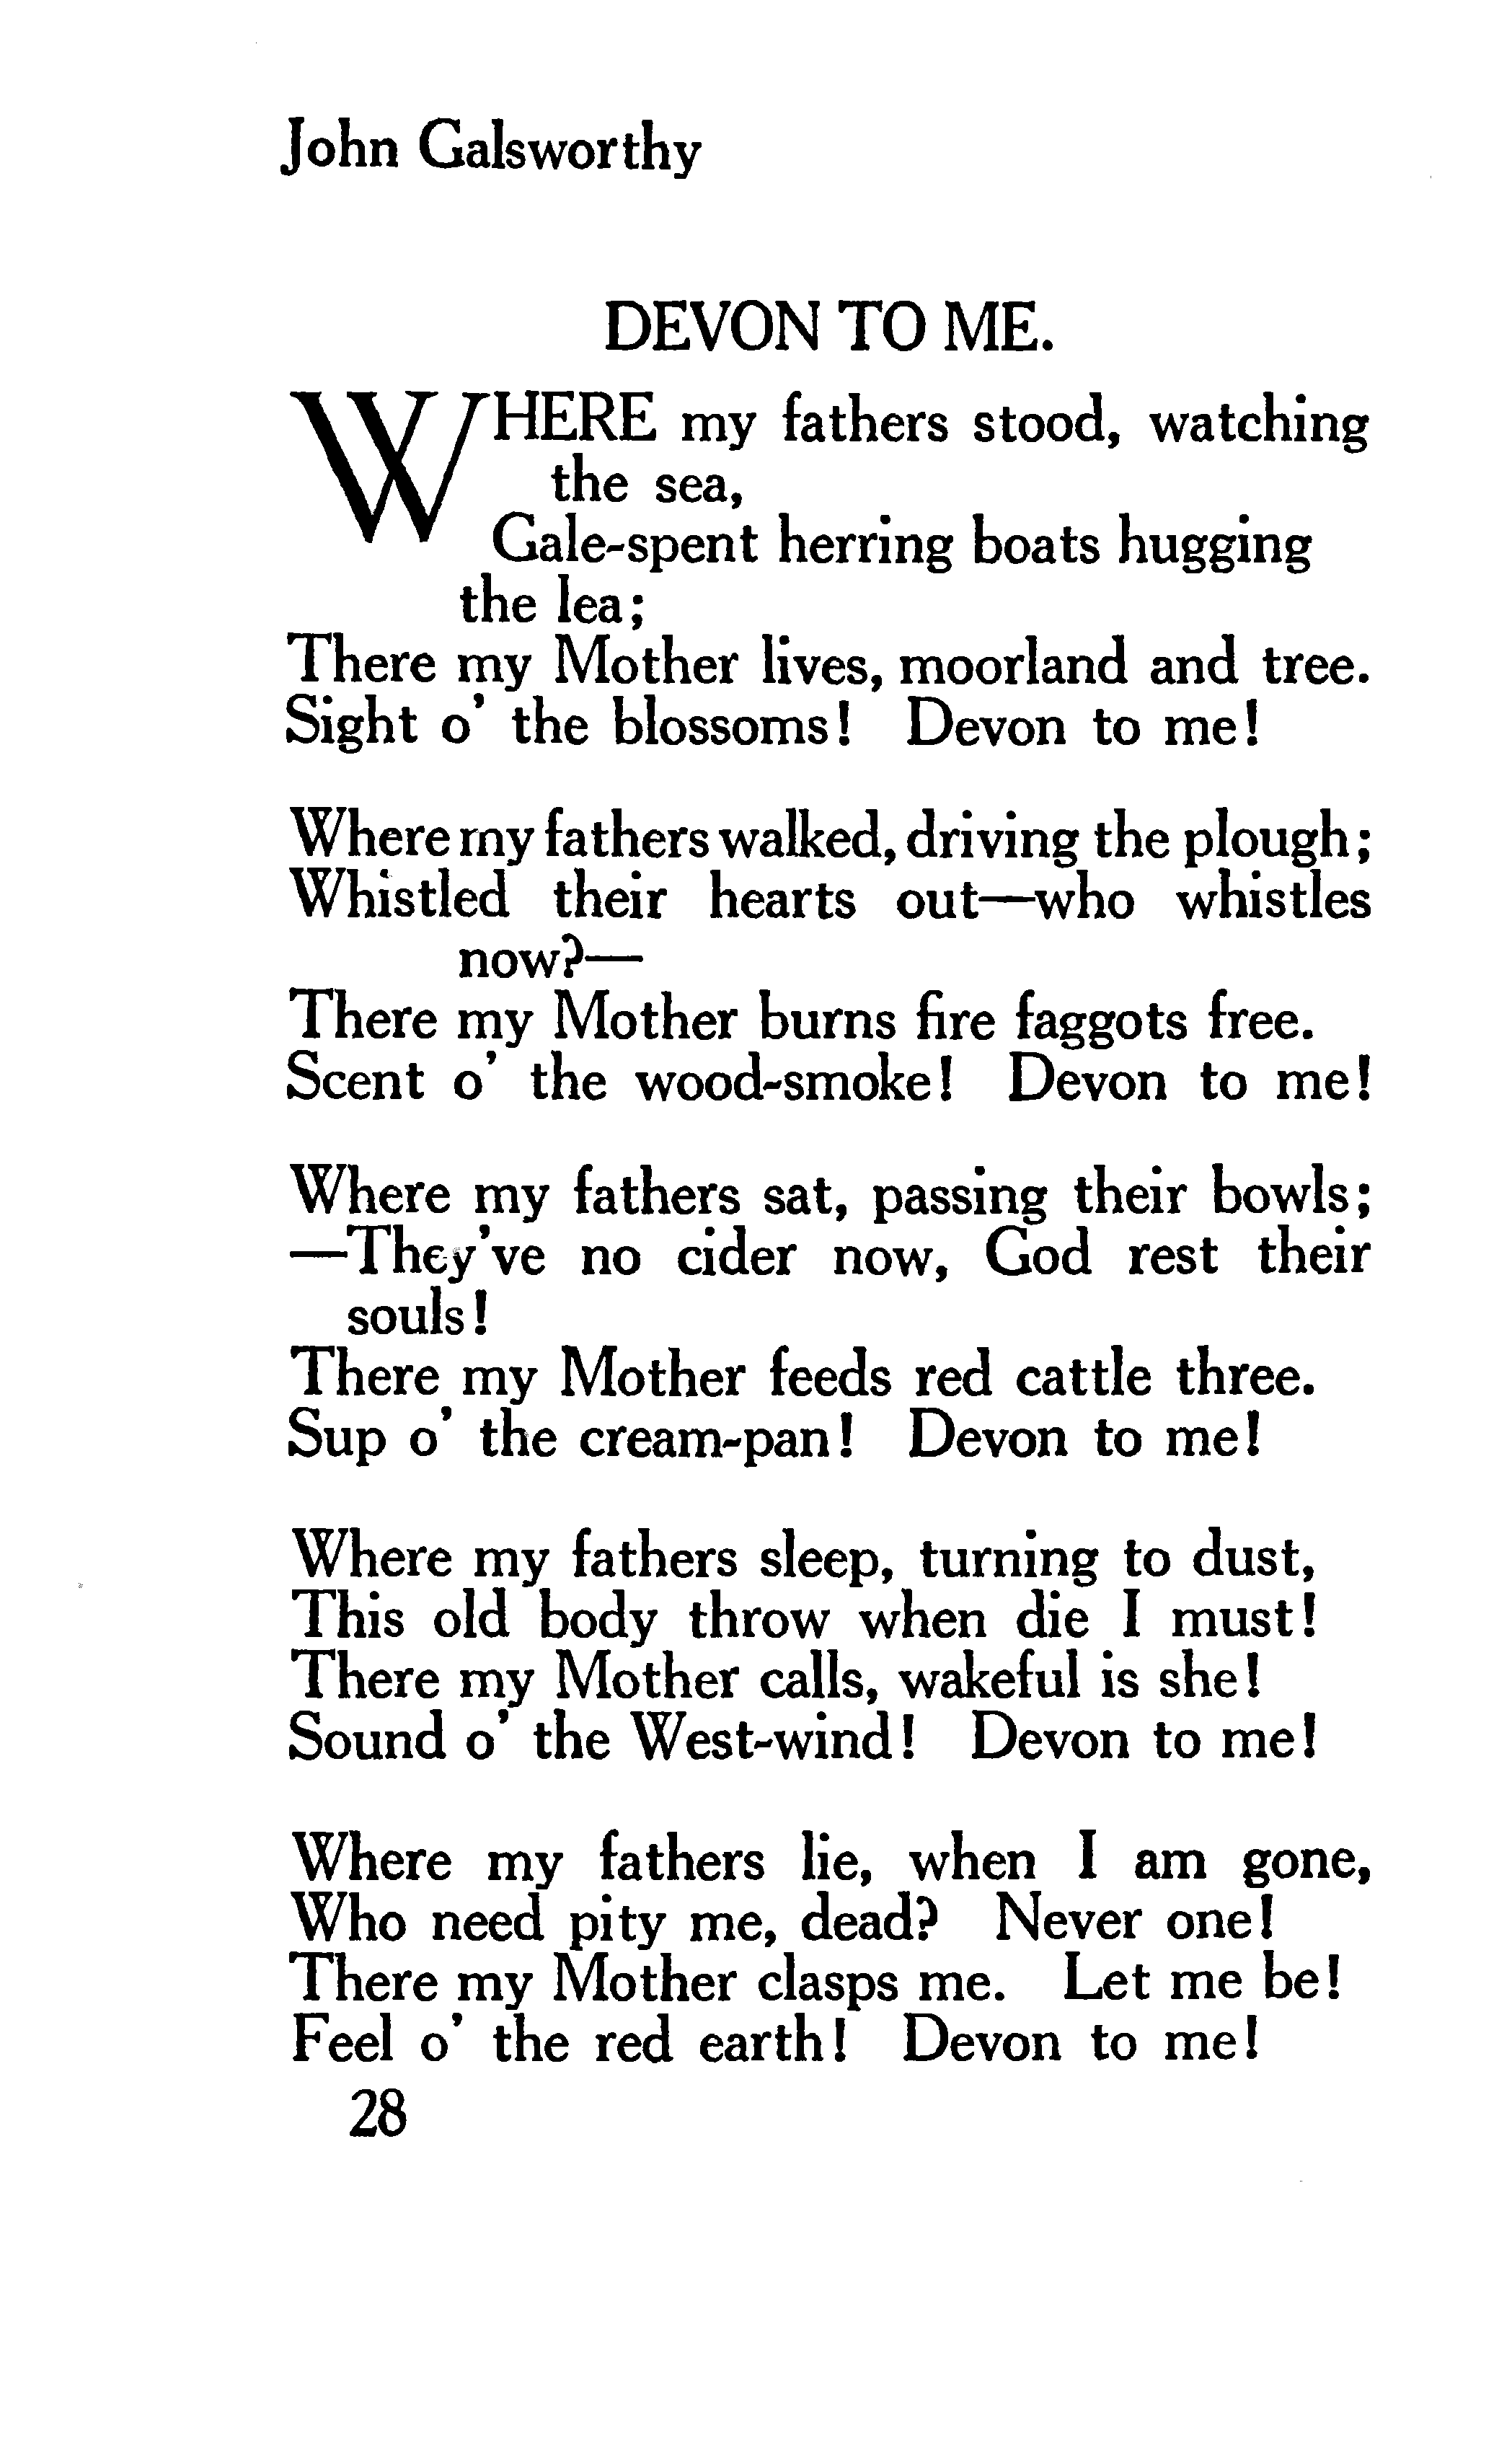 John Galsworthy
DEVON TO ME.
WHERE my fathers stood, watching
the sea,
Gale-spent herring boats hugging
the lea;
There my Mother lives, moorland and tree.
Sight o' the blossoms! Devon to me!
Where my fathers walked, driving the plough;
Whistled their hearts out—who whistles
now?—
There my Mother burns fire faggots free.
Scent o' the wood-smoke! Devon to me!
Where my fathers sat, passing their bowls;
—They've no cider now, God rest their
souls!
There my Mother feeds red cattle three.
Sup o' the cream-pan! Devon to me!
Where my fathers sleep, turning to dust,
This old body throw when die I must!
There my Mother calls, wakeful is she!
Sound o' the West-wind! Devon to me!
Where my fathers lie, when I am gone,
Who need pity me, dead? Never one!
There my Mother clasps me. Let me be!
Feel o' the red earth! Devon to me!
28